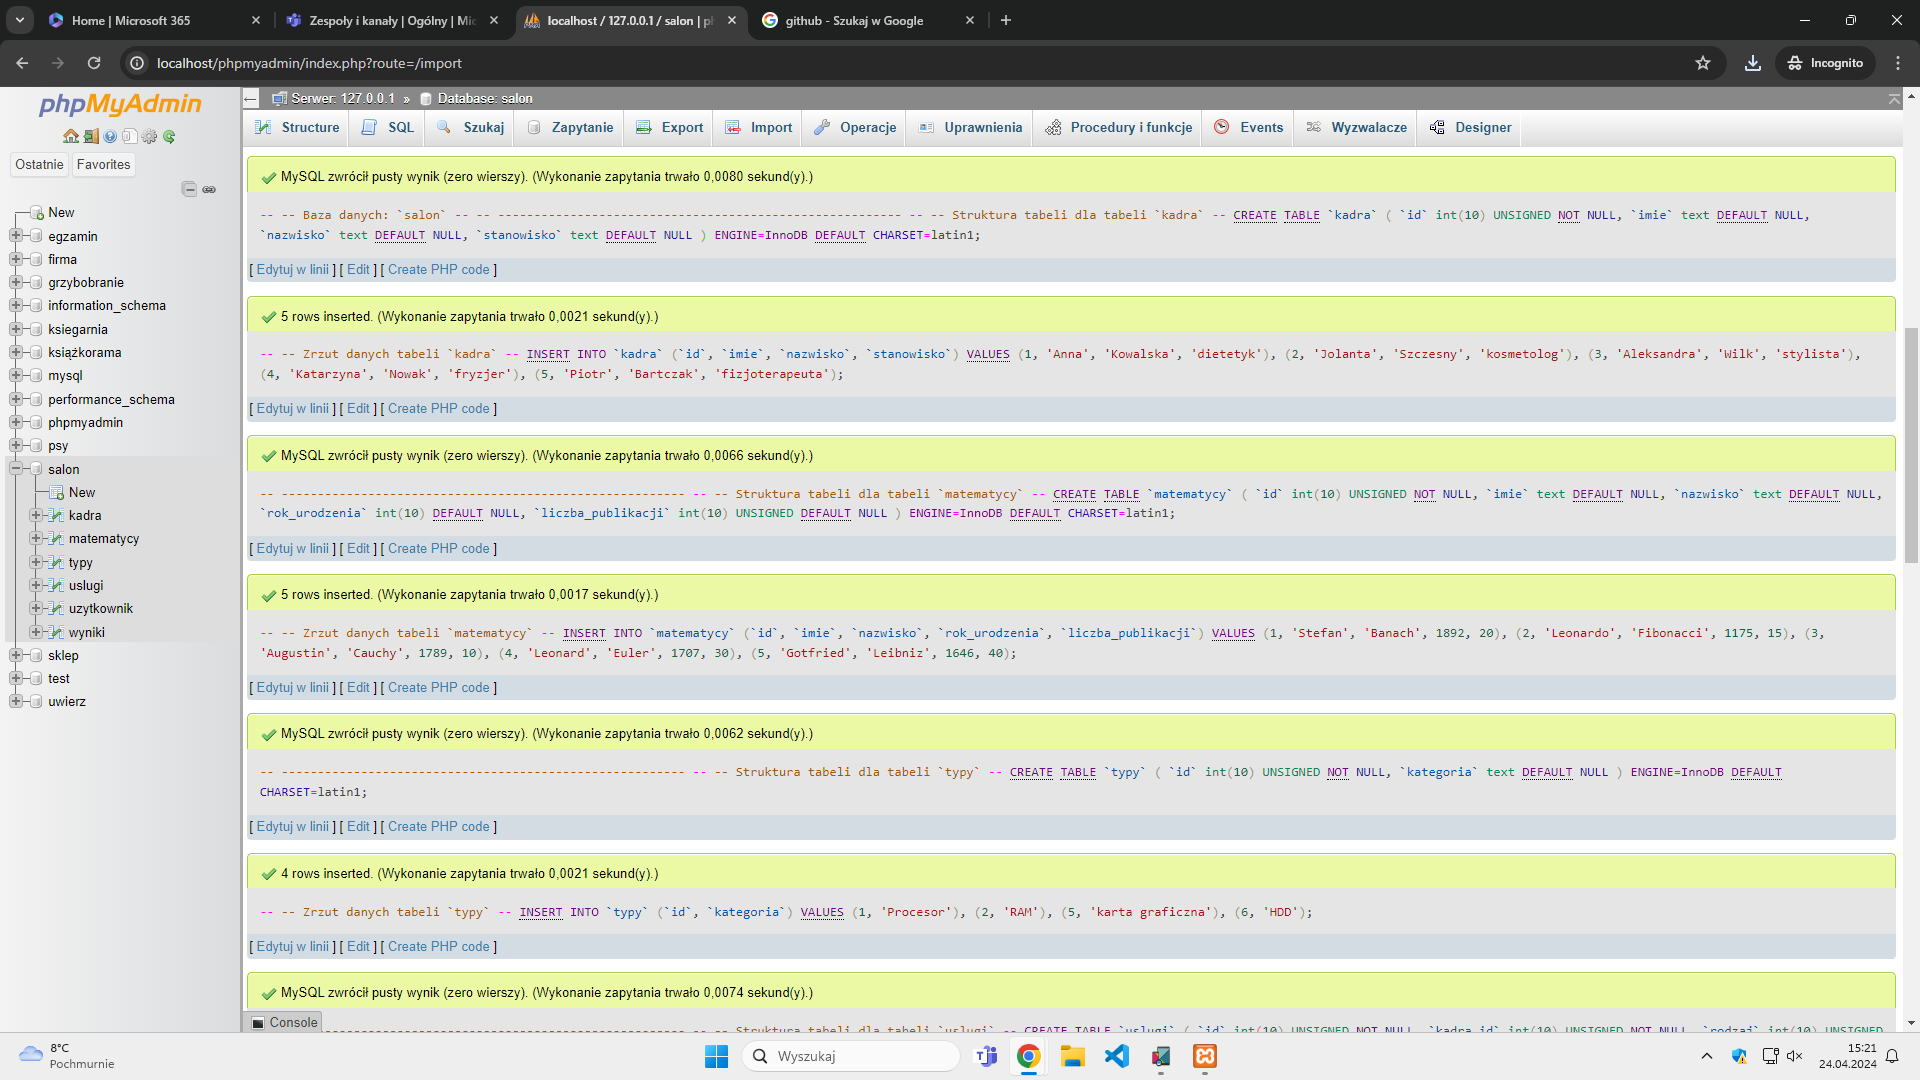 Home | Microsoft 365
Zespoły i kanały | Ogólny | Mic
localhost / 127.0.0.1 / salon | ph
github - Szukaj w Google
localhost/phpmyadmin/index.php?route=/import
Incognito
phpMyAdmin
Ostatnie
Favorites
New
egzamin
firma
grzybobranie
information_schema
ksiegarnia
książkorama
mysql
performance_schema
phpmyadmin
psy
salon
New
kadra
matematycy
typy
uslugi
uzytkownik
wyniki
sklep
test
uwierz
Serwer: 127.0.0.1 » Database: salon
Structure SQL Szukaj Zapytanie Export Import Operacje Uprawnienia Procedury i funkcje Events Wyzwalacze Designer
MySQL zwrócił pusty wynik (zero wierszy). (Wykonanie zapytania trwało 0,0080 sekund(y).)
-- -- Baza danych: `salon` -- -- -------------------------------------------------------- -- -- Struktura tabeli dla tabeli `kadra` -- CREATE TABLE `kadra` ( `id` int(10) UNSIGNED NOT NULL, `imie` text DEFAULT NULL,
`nazwisko` text DEFAULT NULL, `stanowisko` text DEFAULT NULL ) ENGINE=InnoDB DEFAULT CHARSET=latin1;
[ Edytuj w linii ] [ Edit ] [ Create PHP code ]
5 rows inserted. (Wykonanie zapytania trwało 0,0021 sekund(y).)
-- -- Zrzut danych tabeli `kadra` -- INSERT INTO `kadra` (`id`, `imie`, `nazwisko`, `stanowisko`) VALUES (1, 'Anna', 'Kowalska', 'dietetyk'), (2, 'Jolanta', 'Szczesny', 'kosmetolog'), (3, 'Aleksandra', 'Wilk', 'stylista'),
(4, 'Katarzyna', 'Nowak', 'fryzjer'), (5, 'Piotr', 'Bartczak', 'fizjoterapeuta');
[ Edytuj w linii ] [ Edit ] [ Create PHP code ]
MySQL zwrócił pusty wynik (zero wierszy). (Wykonanie zapytania trwało 0,0066 sekund(y).)
-- -------------------------------------------------------- -- -- Struktura tabeli dla tabeli `matematycy` -- CREATE TABLE `matematycy` ( `id` int(10) UNSIGNED NOT NULL, `imie` text DEFAULT NULL, `nazwisko` text DEFAULT NULL,
`rok_urodzenia` int(10) DEFAULT NULL, `liczba_publikacji` int(10) UNSIGNED DEFAULT NULL ) ENGINE=InnoDB DEFAULT CHARSET=latin1;
[ Edytuj w linii ] [ Edit ] [ Create PHP code ]
5 rows inserted. (Wykonanie zapytania trwało 0,0017 sekund(y).)
-- -- Zrzut danych tabeli `matematycy` -- INSERT INTO `matematycy` (`id`, `imie`, `nazwisko`, `rok_urodzenia`, `liczba_publikacji`) VALUES (1, 'Stefan', 'Banach', 1892, 20), (2, 'Leonardo', 'Fibonacci', 1175, 15), (3,
'Augustin', 'Cauchy', 1789, 10), (4, 'Leonard', 'Euler', 1707, 30), (5, 'Gotfried', 'Leibniz', 1646, 40);
[ Edytuj w linii ] [ Edit ] [ Create PHP code ]
MySQL zwrócił pusty wynik (zero wierszy). (Wykonanie zapytania trwało 0,0062 sekund(y).)
-- -------------------------------------------------------- -- -- Struktura tabeli dla tabeli `typy` -- CREATE TABLE `typy` ( `id` int(10) UNSIGNED NOT NULL, `kategoria` text DEFAULT NULL ) ENGINE=InnoDB DEFAULT
CHARSET=latin1;
[ Edytuj w linii ] [ Edit ] [ Create PHP code ]
4 rows inserted. (Wykonanie zapytania trwało 0,0021 sekund(y).)
-- -- Zrzut danych tabeli `typy` -- INSERT INTO `typy` (`id`, `kategoria`) VALUES (1, 'Procesor'), (2, 'RAM'), (5, 'karta graficzna'), (6, 'HDD');
[ Edytuj w linii ] [ Edit ] [ Create PHP code ]
MySQL zwrócił pusty wynik (zero wierszy). (Wykonanie zapytania trwało 0,0074 sekund(y).)
-------------------------------------------------- -- -- Struktura tabeli dla tabeli `uslugi` -- CREATE TABLE `uslugi` ( `id` int(10) UNSIGNED NOT NULL, `kadra_id` int(10) UNSIGNED NOT NULL, `rodzaj` int(10) UNSIGNED
Console
8°C
Pochmurnie
Wyszukaj
15:21
24.04.2024